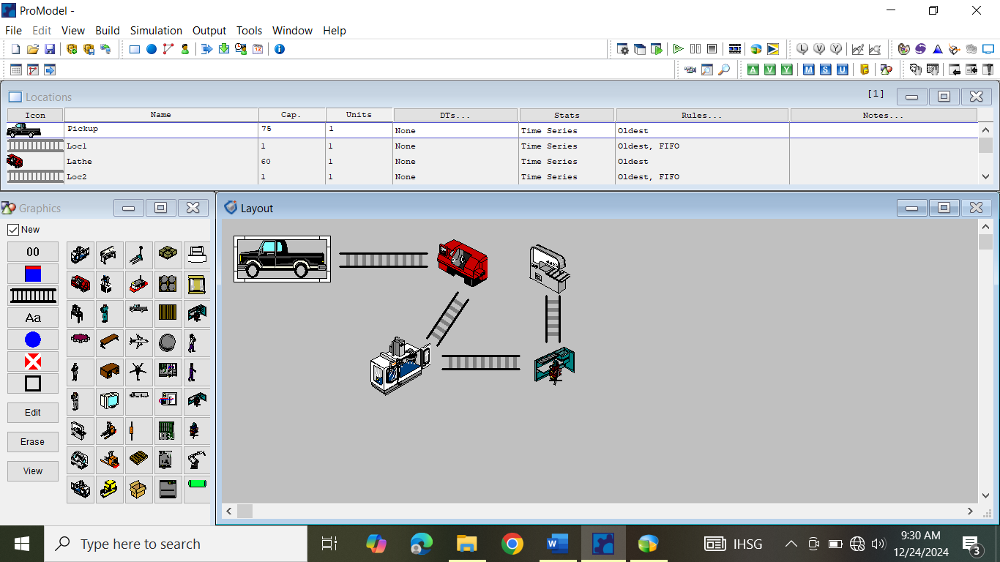 ProModel -
File Edit View Build Simulation Output Tools Window Help
L V Y
A V Y M S U
Locations [1]
Icon Name Cap. Units DTs... Stats Rules... Notes...
Pickup 75 1 None Time Series Oldest
Loc1 1 1 None Time Series Oldest, FIFO
Lathe 60 1 None Time Series Oldest
Loc2 1 1 None Time Series Oldest, FIFO
Graphics
Layout
New
00
Aa
Edit
Erase
View
Type here to search
IHSG
9:30 AM
12/24/2024
3